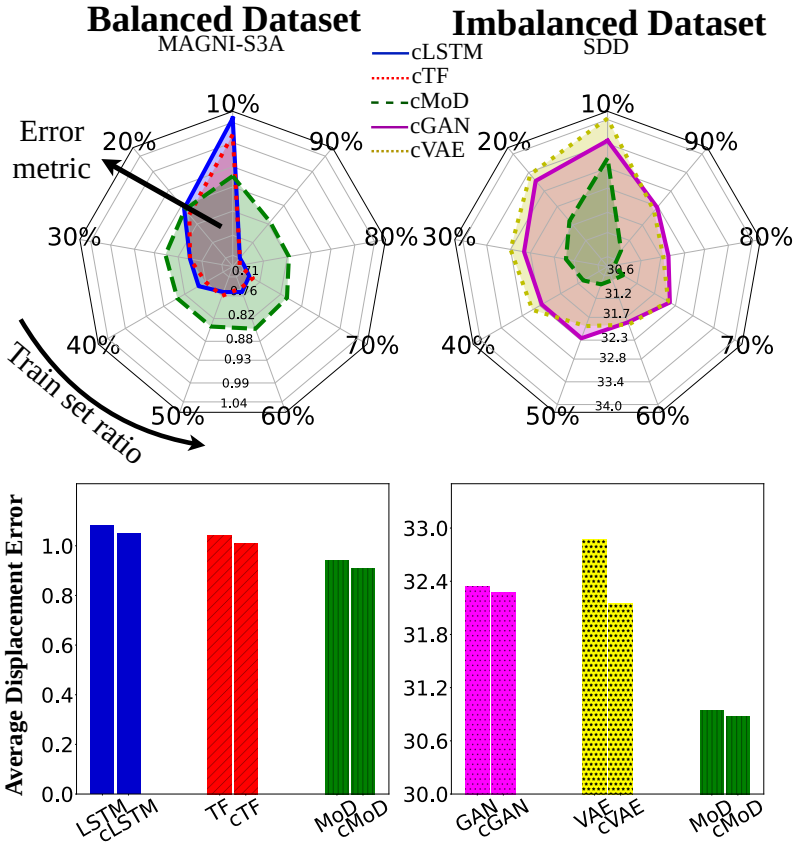 Balanced Dataset
MAGNI-S3A
Imbalanced Dataset
SDD
cLSTM
cTF
cMoD
cGAN
cVAE
Error
metric
Train set ratio
10%
20%
30%
40%
50%
60%
70%
80%
90%
0.71
0.76
0.82
0.88
0.93
0.99
1.04
10%
20%
30%
40%
50%
60%
70%
80%
90%
30.6
31.2
31.7
32.3
32.8
33.4
34.0
Average Displacement Error
1.0
0.8
0.6
0.4
0.2
0.0
LSTM
cLSTM
TF
cTF
MoD
cMoD
33.0
32.4
31.8
31.2
30.6
30.0
GAN
cGAN
VAE
cVAE
MoD
cMoD